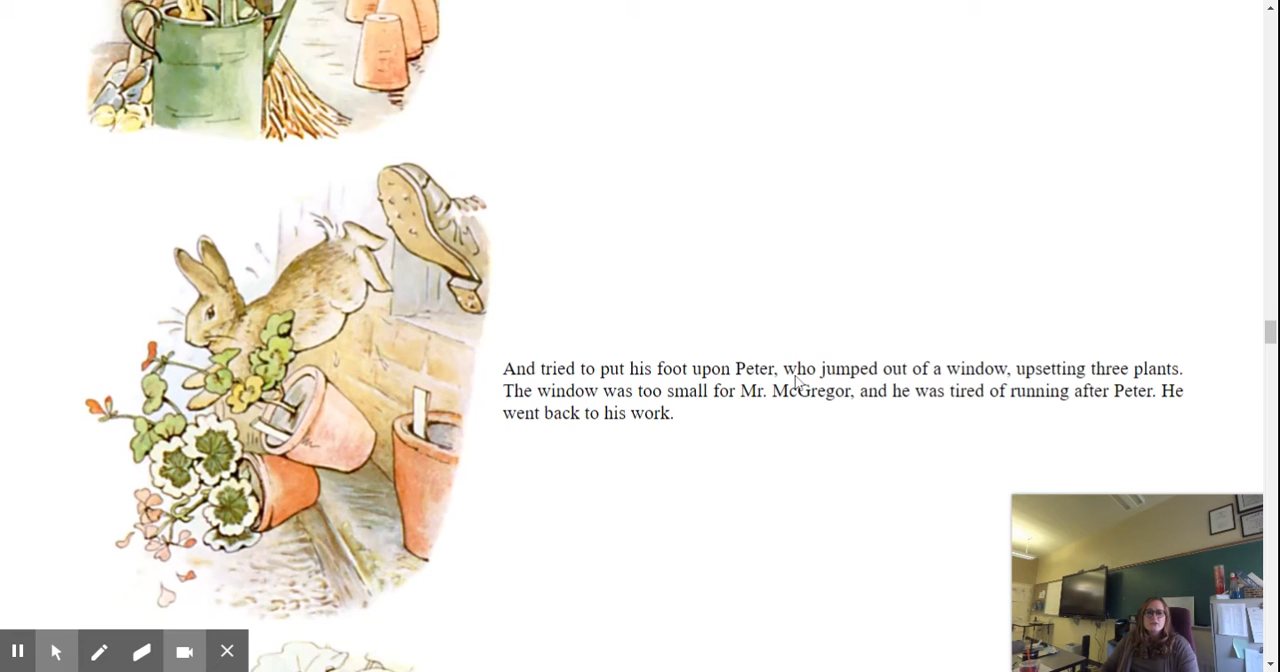 And tried to put his foot upon Peter, who jumped out of a window, upsetting three plants.
The window was too small for Mr. McGregor, and he was tired of running after Peter. He
went back to his work.